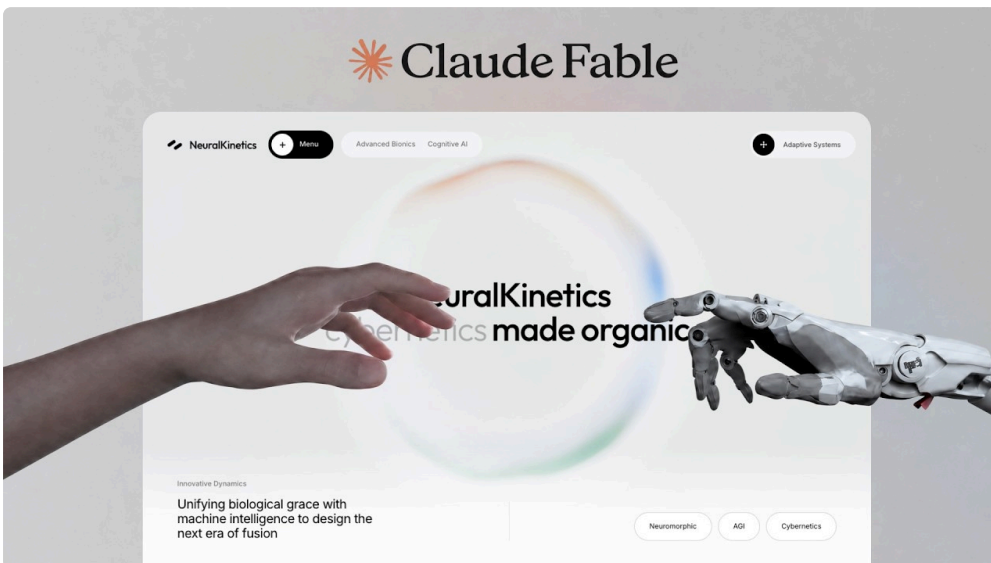 Claude Fable
NeuralKinetics
Menu
Advanced Bionics
Cognitive AI
Adaptive Systems
uralKinetics
cybernetics made organic
Innovative Dynamics
Unifying biological grace with
machine intelligence to design the
next era of fusion
Neuromorphic
AGI
Cybernetics